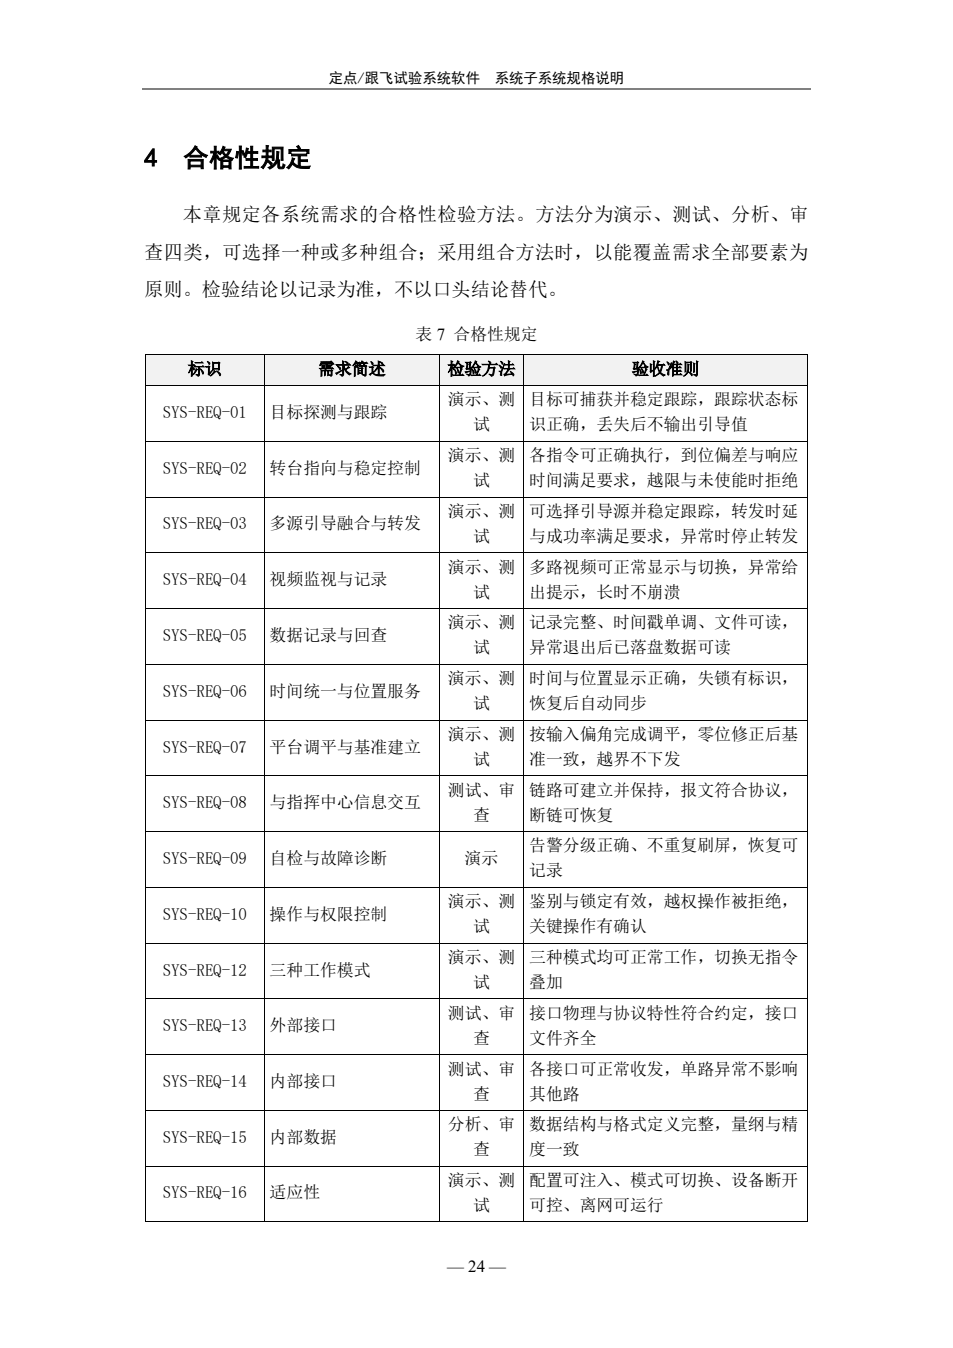 定点/跟飞试验系统软件　系统子系统规格说明
4　合格性规定
本章规定各系统需求的合格性检验方法。方法分为演示、测试、分析、审
查四类，可选择一种或多种组合；采用组合方法时，以能覆盖需求全部要素为
原则。检验结论以记录为准，不以口头结论替代。
表 7 合格性规定
标识　需求简述　检验方法　验收准则
SYS-REQ-01　目标探测与跟踪　演示、测　目标可捕获并稳定跟踪，跟踪状态标
试　识正确，丢失后不输出引导值
SYS-REQ-02　转台指向与稳定控制　演示、测　各指令可正确执行，到位偏差与响应
试　时间满足要求，越限与未使能时拒绝
SYS-REQ-03　多源引导融合与转发　演示、测　可选择引导源并稳定跟踪，转发时延
试　与成功率满足要求，异常时停止转发
SYS-REQ-04　视频监视与记录　演示、测　多路视频可正常显示与切换，异常给
试　出提示，长时不崩溃
SYS-REQ-05　数据记录与回查　演示、测　记录完整、时间戳单调、文件可读，
试　异常退出后已落盘数据可读
SYS-REQ-06　时间统一与位置服务　演示、测　时间与位置显示正确，失锁有标识，
试　恢复后自动同步
SYS-REQ-07　平台调平与基准建立　演示、测　按输入偏角完成调平，零位修正后基
试　准一致，越界不下发
SYS-REQ-08　与指挥中心信息交互　测试、审　链路可建立并保持，报文符合协议，
查　断链可恢复
SYS-REQ-09　自检与故障诊断　演示　告警分级正确、不重复刷屏，恢复可
记录
SYS-REQ-10　操作与权限控制　演示、测　鉴别与锁定有效，越权操作被拒绝，
试　关键操作有确认
SYS-REQ-12　三种工作模式　演示、测　三种模式均可正常工作，切换无指令
试　叠加
SYS-REQ-13　外部接口　测试、审　接口物理与协议特性符合约定，接口
查　文件齐全
SYS-REQ-14　内部接口　测试、审　各接口可正常收发，单路异常不影响
查　其他路
SYS-REQ-15　内部数据　分析、审　数据结构与格式定义完整，量纲与精
查　度一致
SYS-REQ-16　适应性　演示、测　配置可注入、模式可切换、设备断开
试　可控、离网可运行
— 24 —